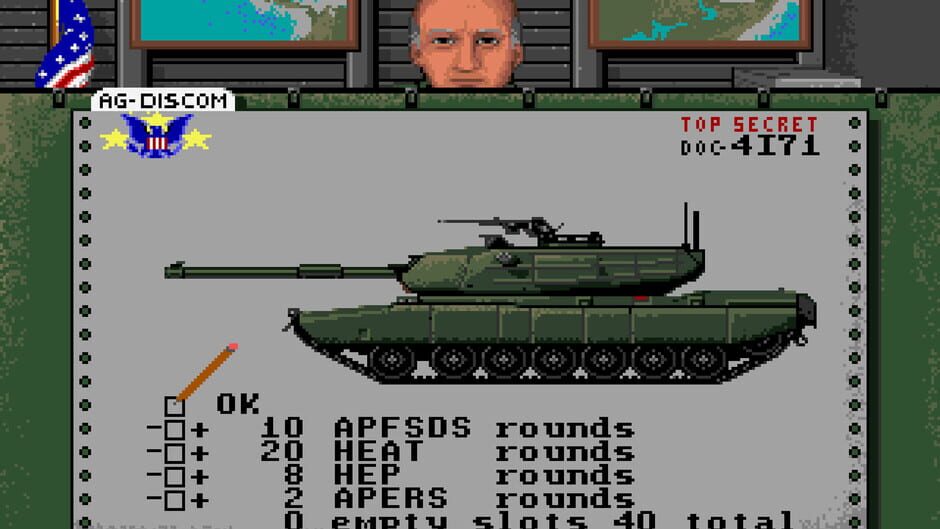 AG-DISCOM
TOP SECRET
DOC-4I71
OK
- + 10 APFSDS rounds
- + 20 HEAT rounds
- + 8 HEP rounds
- + 2 APERS rounds
0 empty slots 40 total